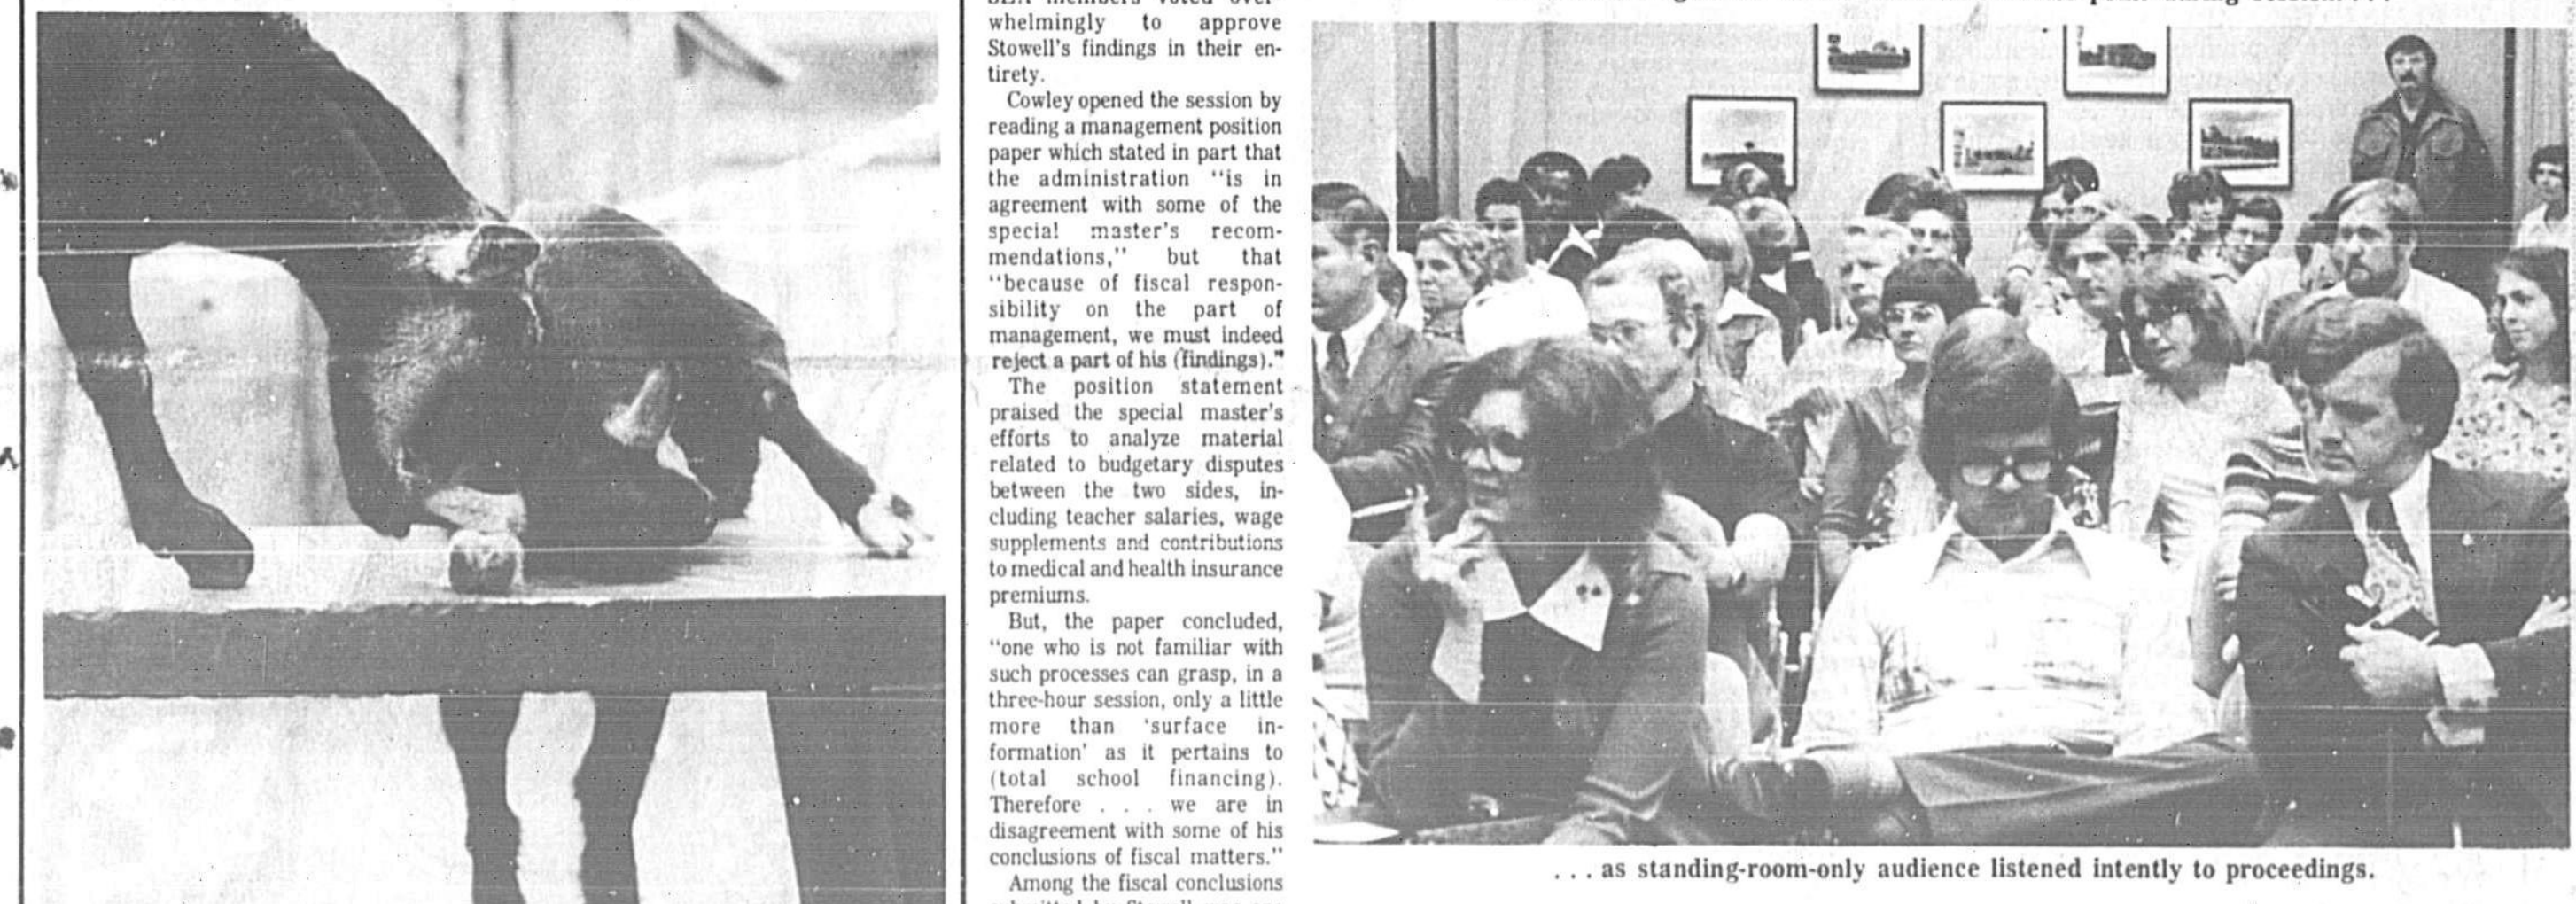 members voted over-
whelmingly to approve
Stowell's findings in their en-
tirety.
Cowley opened the session by
reading a management position
paper which stated in part that
the administration "is in
agreement with some of the
special master's recom-
mendations," but that
"because of fiscal respon-
sibility on the part of
management, we must indeed
reject a part of his (findings)."
The position statement
praised the special master's
efforts to analyze material
related to budgetary disputes
between the two sides, in-
cluding teacher salaries, wage
supplements and contributions
to medical and health insurance
premiums.
But, the paper concluded,
"one who is not familiar with
such processes can grasp, in a
three-hour session, only a little
more than 'surface in-
formation' as it pertains to
(total school financing).
Therefore . . . we are in
disagreement with some of his
conclusions of fiscal matters."
Among the fiscal conclusions
during session . . .
. . . as standing-room-only audience listened intently to proceedings.